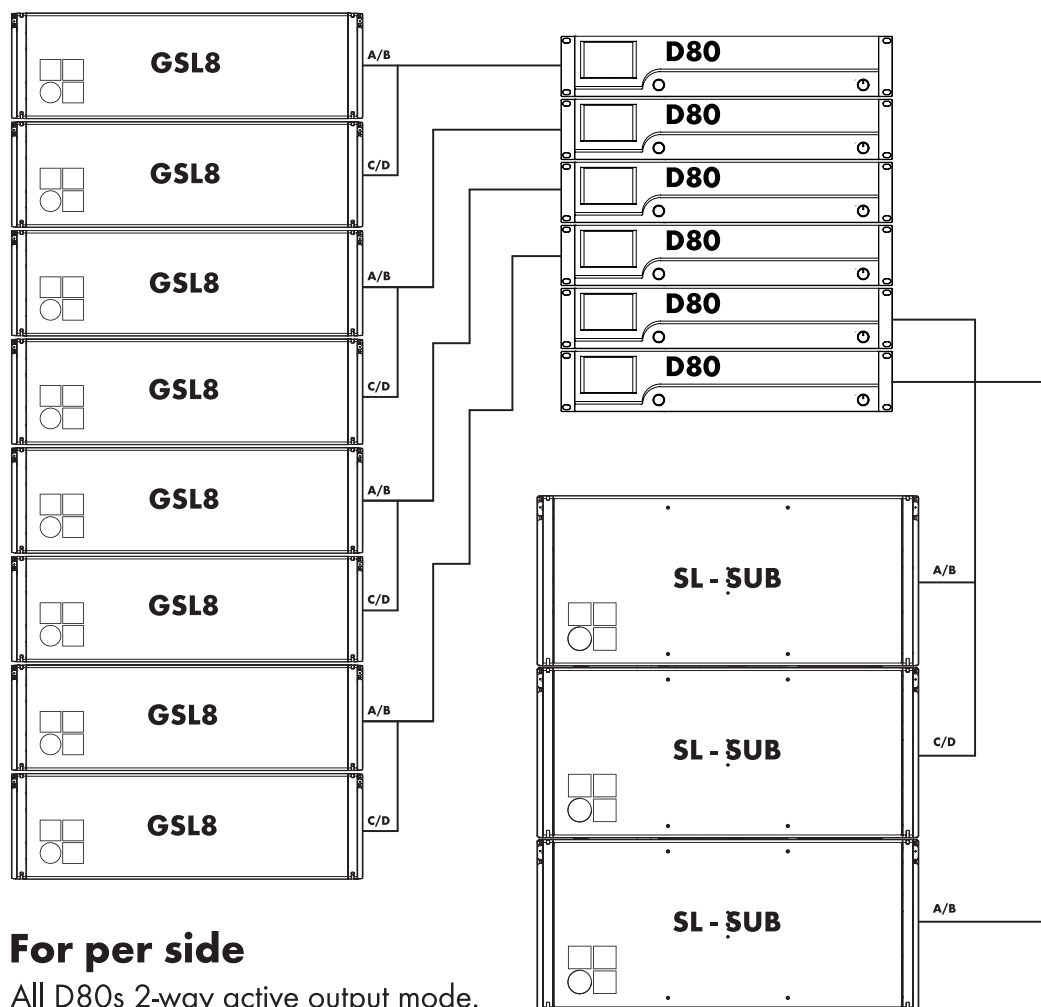 GSL8
A/B
GSL8
C/D
GSL8
A/B
GSL8
C/D
GSL8
A/B
GSL8
C/D
GSL8
A/B
GSL8
C/D
D80
D80
D80
D80
D80
D80
SL - SUB
A/B
SL - SUB
C/D
SL - SUB
A/B
For per side
All D80s 2-way active output mode.